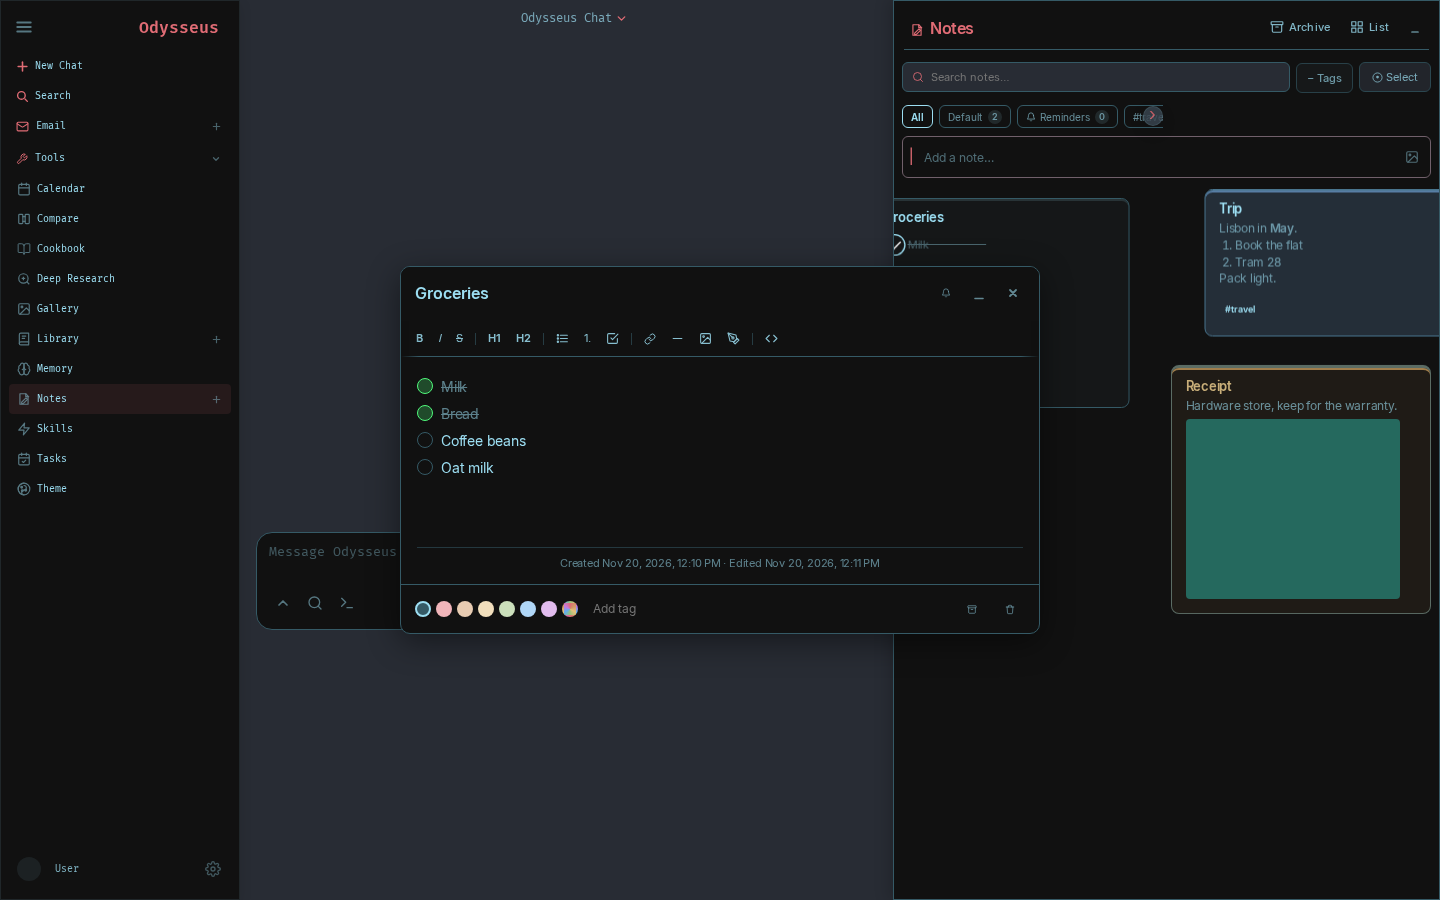 Odysseus
New Chat
Search
Email
Tools
Calendar
Compare
Cookbook
Deep Research
Gallery
Library
Memory
Notes
Skills
Tasks
Theme
User
Odysseus Chat
Message Odysseus
Notes
Archive
List
Search notes...
− Tags
Select
All
Default 2
Reminders 0
Add a note...
roceries
Milk
Trip
Lisbon in May.
1. Book the flat
2. Tram 28
Pack light.
#travel
Receipt
Hardware store, keep for the warranty.
Groceries
B I S H1 H2 1.
Milk
Bread
Coffee beans
Oat milk
Created Nov 20, 2026, 12:10 PM · Edited Nov 20, 2026, 12:11 PM
Add tag